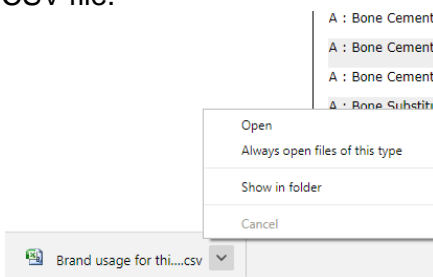 CSV file.
A : Bone Cement
A : Bone Cement
A : Bone Cement
A : Bone Substitu
Open
Always open files of this type
Show in folder
Cancel
Brand usage for thi....csv